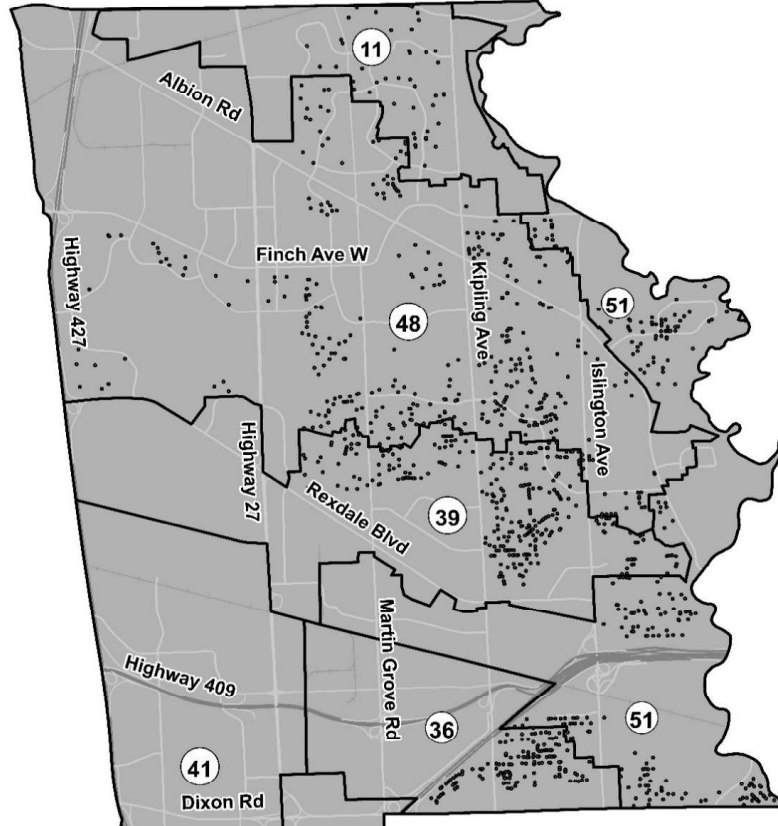 11
Albion Rd
Finch Ave W
Highway 427
Kipling Ave
51
48
Islington Ave
Highway 27
Rexdale Blvd
39
Martin Grove Rd
Highway 409
51
36
41
Dixon Rd